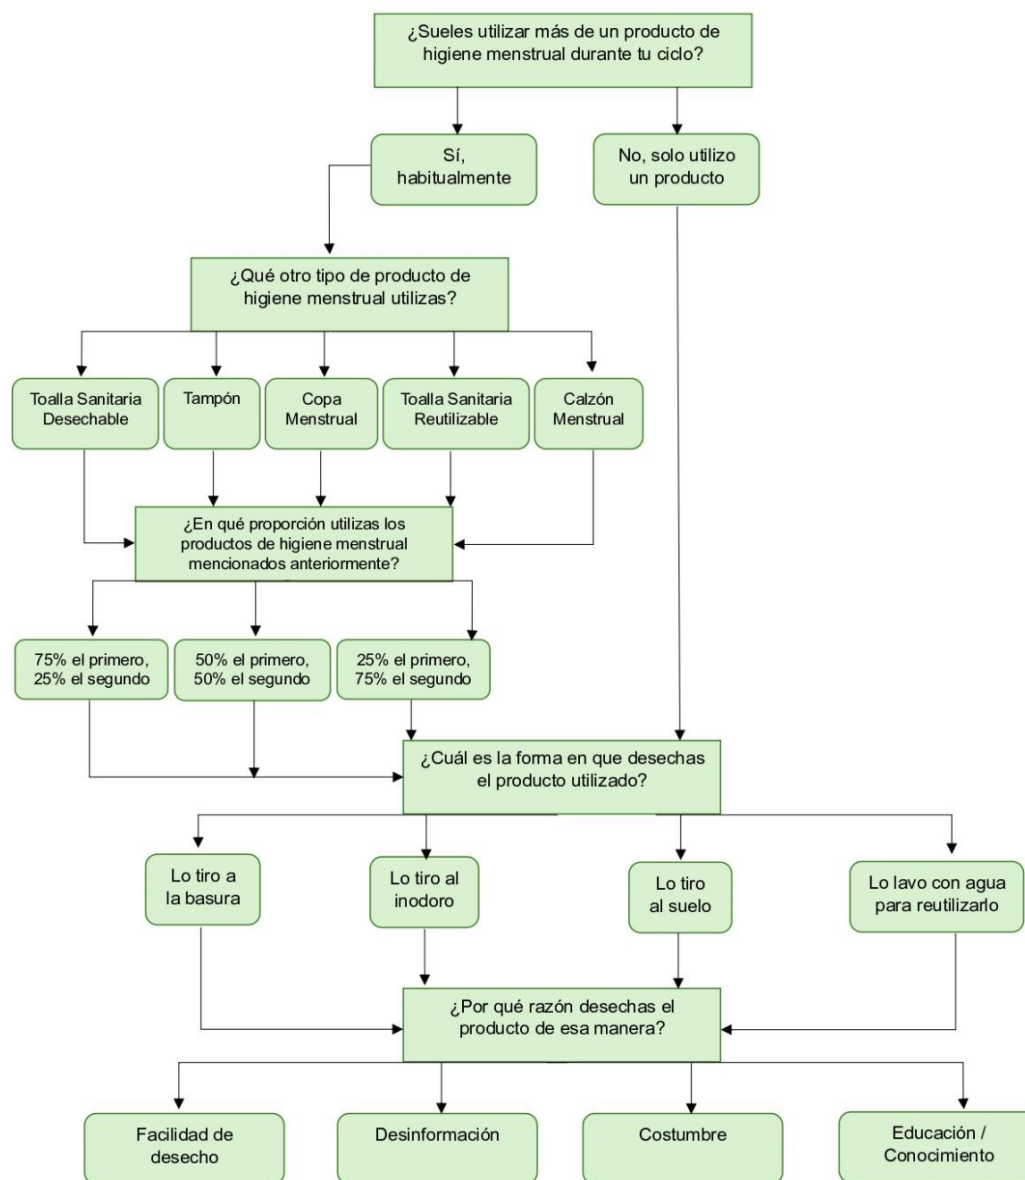 ¿Sueles utilizar más de un producto de
higiene menstrual durante tu ciclo?
Sí,
habitualmente
No, solo utilizo
un producto
¿Qué otro tipo de producto de
higiene menstrual utilizas?
Toalla Sanitaria
Desechable
Tampón
Copa
Menstrual
Toalla Sanitaria
Reutilizable
Calzón
Menstrual
¿En qué proporción utilizas los
productos de higiene menstrual
mencionados anteriormente?
75% el primero,
25% el segundo
50% el primero,
50% el segundo
25% el primero,
75% el segundo
¿Cuál es la forma en que desechas
el producto utilizado?
Lo tiro a
la basura
Lo tiro al
inodoro
Lo tiro
al suelo
Lo lavo con agua
para reutilizarlo
¿Por qué razón desechas el
producto de esa manera?
Facilidad de
desecho
Desinformación
Costumbre
Educación /
Conocimiento